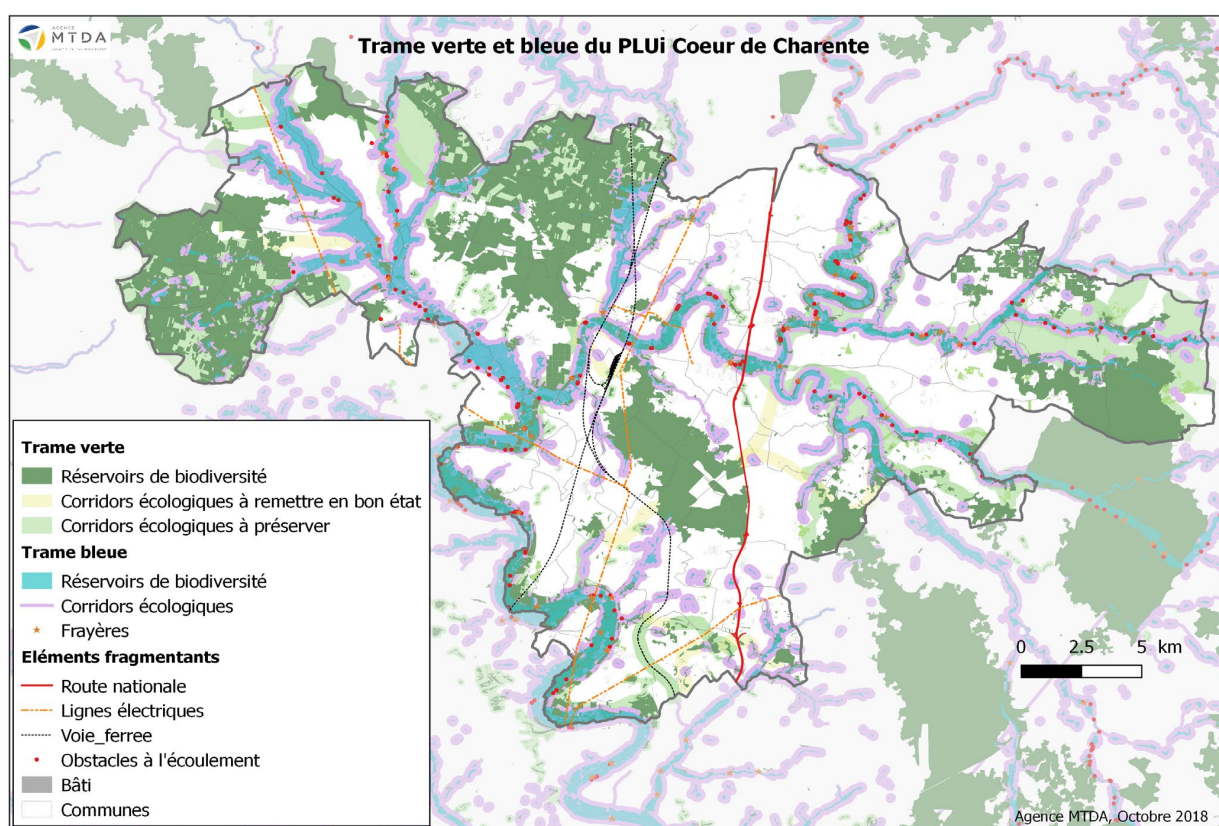 AGENCE
MTDA
Trame verte et bleue du PLUi Coeur de Charente
Trame verte
Réservoirs de biodiversité
Corridors écologiques à remettre en bon état
Corridors écologiques à préserver
Trame bleue
Réservoirs de biodiversité
Corridors écologiques
Frayères
Eléments fragmentants
Route nationale
Lignes électriques
Voie_ferree
Obstacles à l'écoulement
Bâti
Communes
0 2.5 5 km
Agence MTDA, Octobre 2018